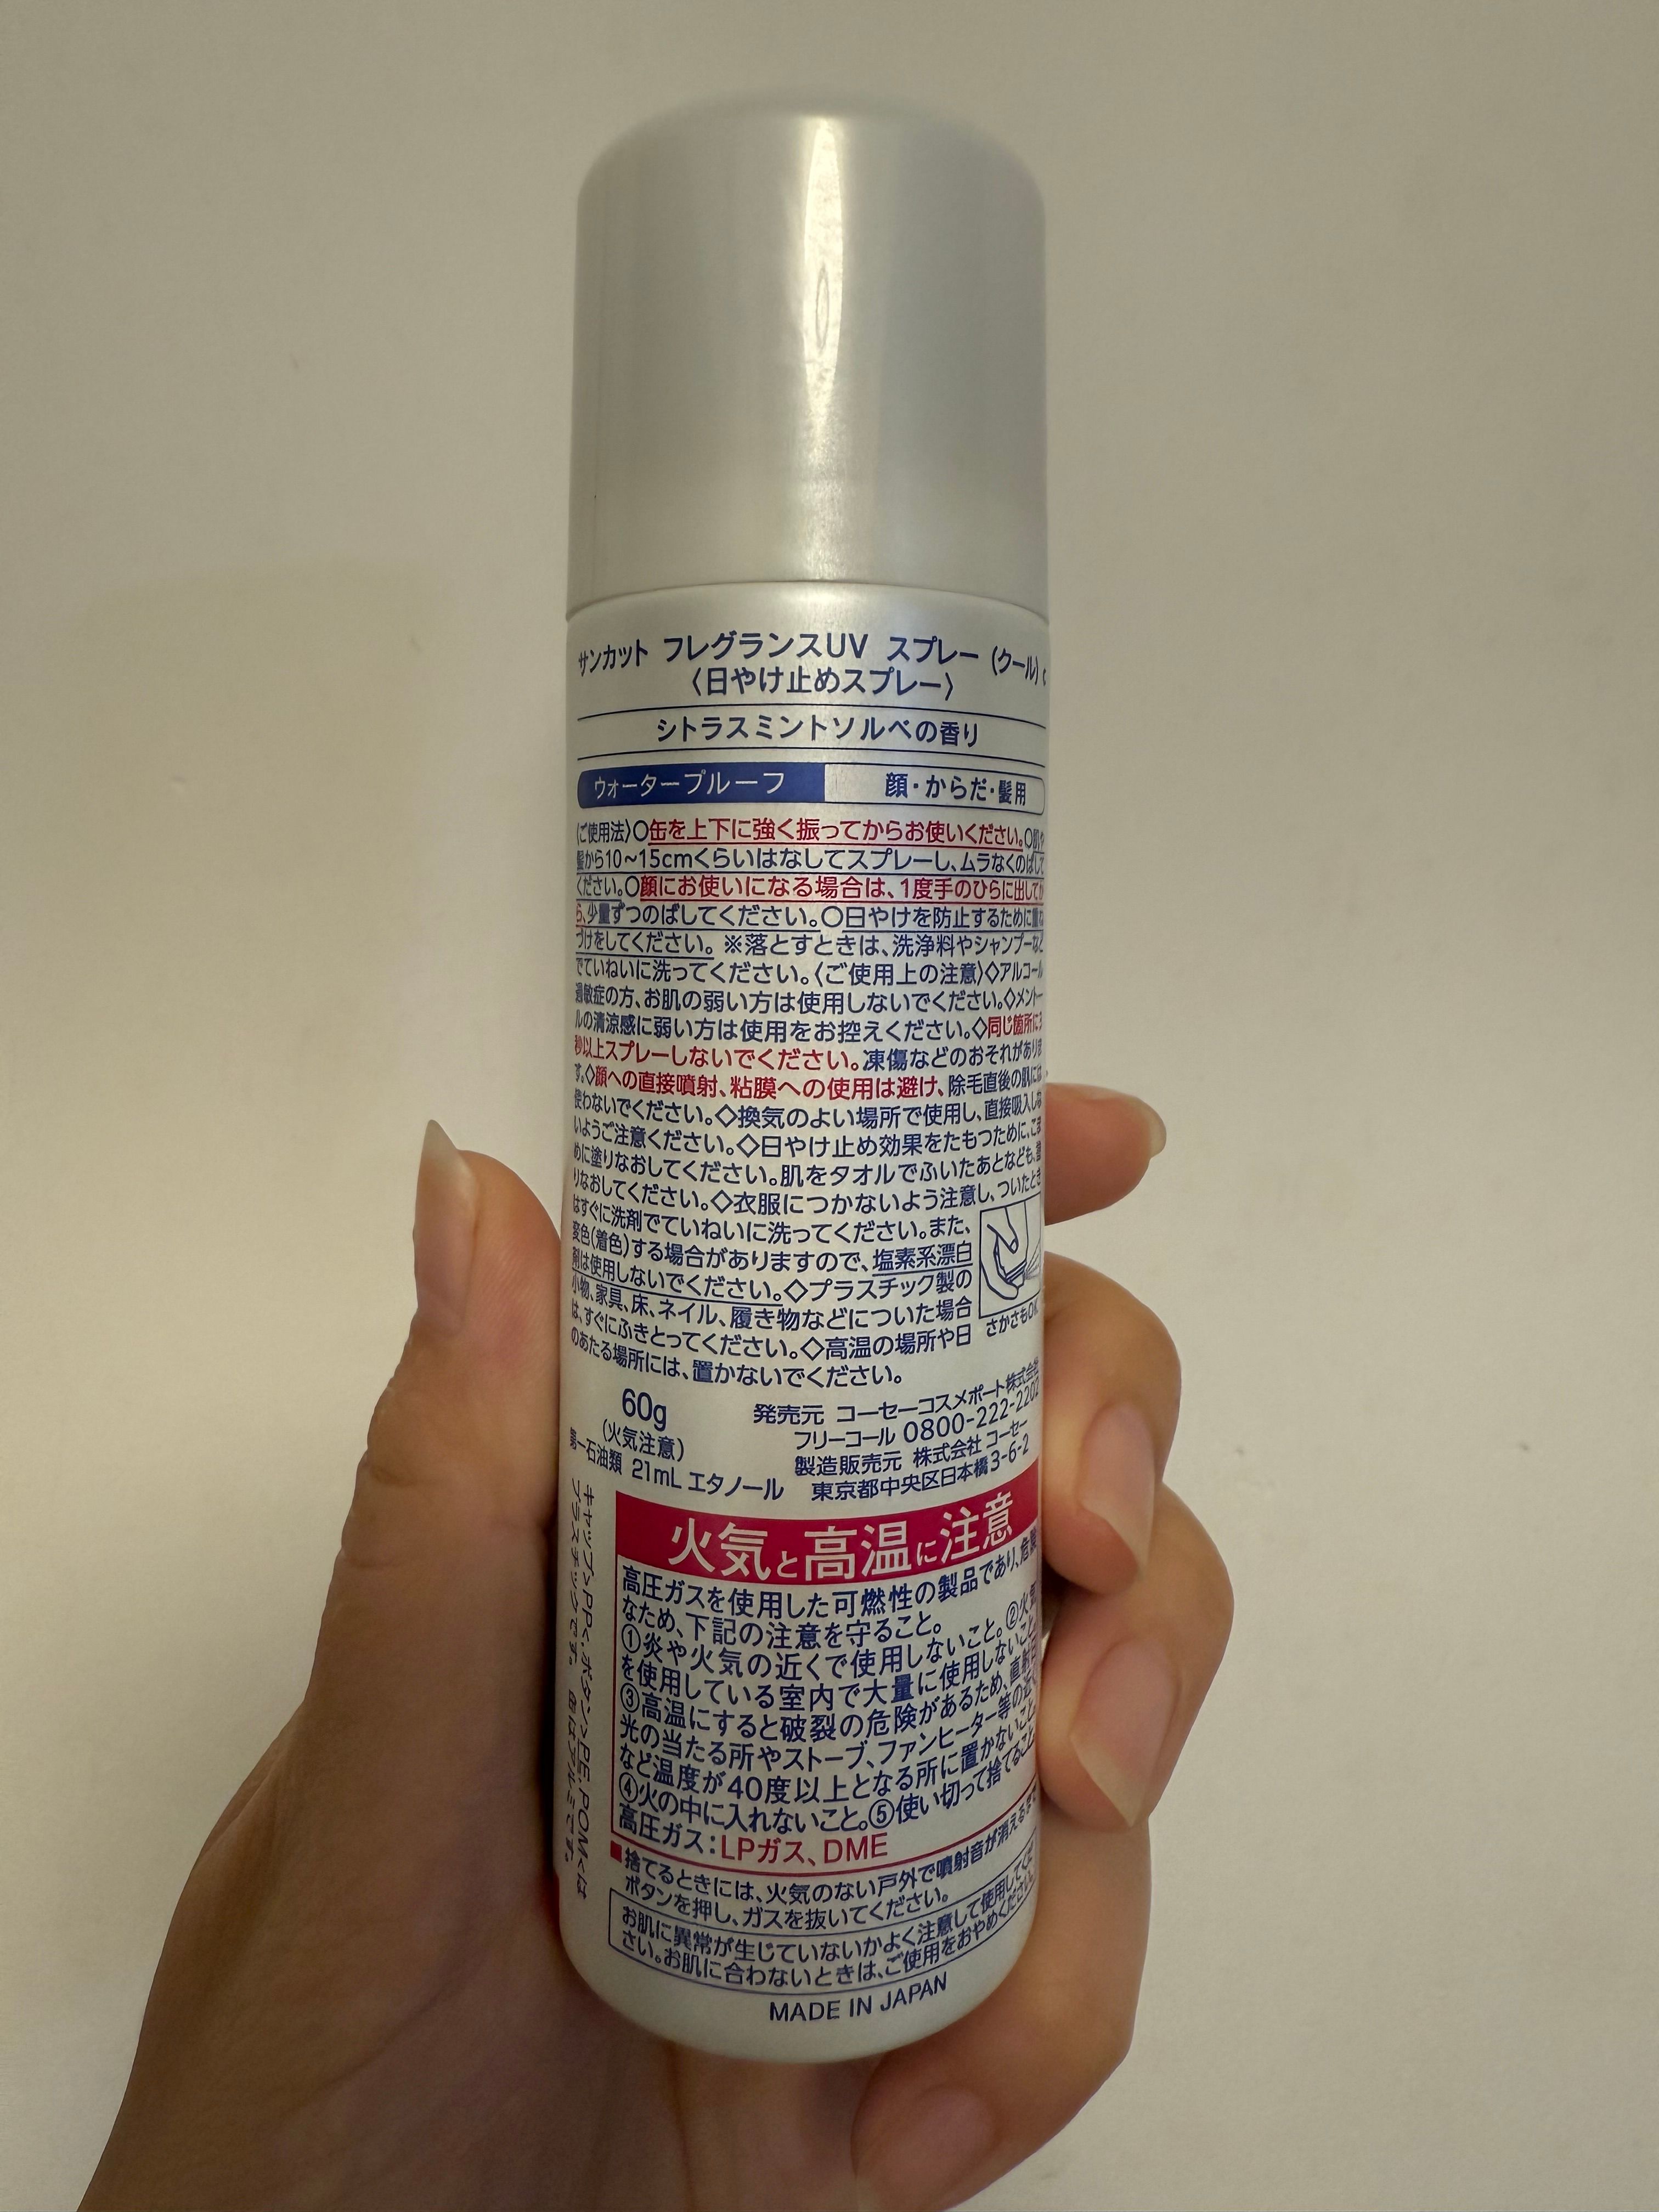 サンカット フレグランスUV スプレー (クール) c
〈日やけ止めスプレー〉
シトラスミントソルベの香り
ウォータープルーフ 顔・からだ・髪用
〈ご使用法〉○缶を上下に強く振ってからお使いください。○肌や
髪から10～15cmくらいはなしてスプレーし、ムラなくのばして
ください。○顔にお使いになる場合は、1度手のひらに出してか
ら、少量ずつのばしてください。○日やけを防止するために重ね
づけをしてください。※落とすときは、洗浄料やシャンプーなど
でていねいに洗ってください。〈ご使用上の注意〉◇アルコール
過敏症の方、お肌の弱い方は使用しないでください。◇メントー
ルの清涼感に弱い方は使用をお控えください。◇同じ箇所に3
秒以上スプレーしないでください。凍傷などのおそれがありま
す。◇顔への直接噴射、粘膜への使用は避け、除毛直後の肌には
使わないでください。◇換気のよい場所で使用し、直接吸入しな
いようご注意ください。◇日やけ止め効果をたもつために、こま
めに塗りなおしてください。肌をタオルでふいたあとなども、塗
りなおしてください。◇衣服につかないよう注意し、ついたとき
はすぐに洗剤でていねいに洗ってください。また、
変色(着色)する場合がありますので、塩素系漂白
剤は使用しないでください。◇プラスチック製の
小物、家具、床、ネイル、履き物などについた場合
は、すぐにふきとってください。◇高温の場所や日
のあたる場所には、置かないでください。
さかさもOK
60g
(火気注意)
第一石油類 21mL エタノール
発売元 コーセーコスメポート株式会社
フリーコール 0800-222-2202
製造販売元 株式会社 コーセー
東京都中央区日本橋3-6-2
キャップ>PP<、ボタン>PE,POM<は
プラスチックです。 缶はアルミです。
火気と高温に注意
高圧ガスを使用した可燃性の製品であり、危険
なため、下記の注意を守ること。
①炎や火気の近くで使用しないこと。②火気
を使用している室内で大量に使用しないこと。
③高温にすると破裂の危険があるため、直射日
光の当たる所やストーブ、ファンヒーター等の近く
など温度が40度以上となる所に置かないこと。
④火の中に入れないこと。⑤使い切って捨てること。
高圧ガス：LPガス、DME
■捨てるときには、火気のない戸外で噴射音が消えるまで
ボタンを押し、ガスを抜いてください。
お肌に異常が生じていないかよく注意して使用してくだ
さい。お肌に合わないときは、ご使用をおやめください。
MADE IN JAPAN